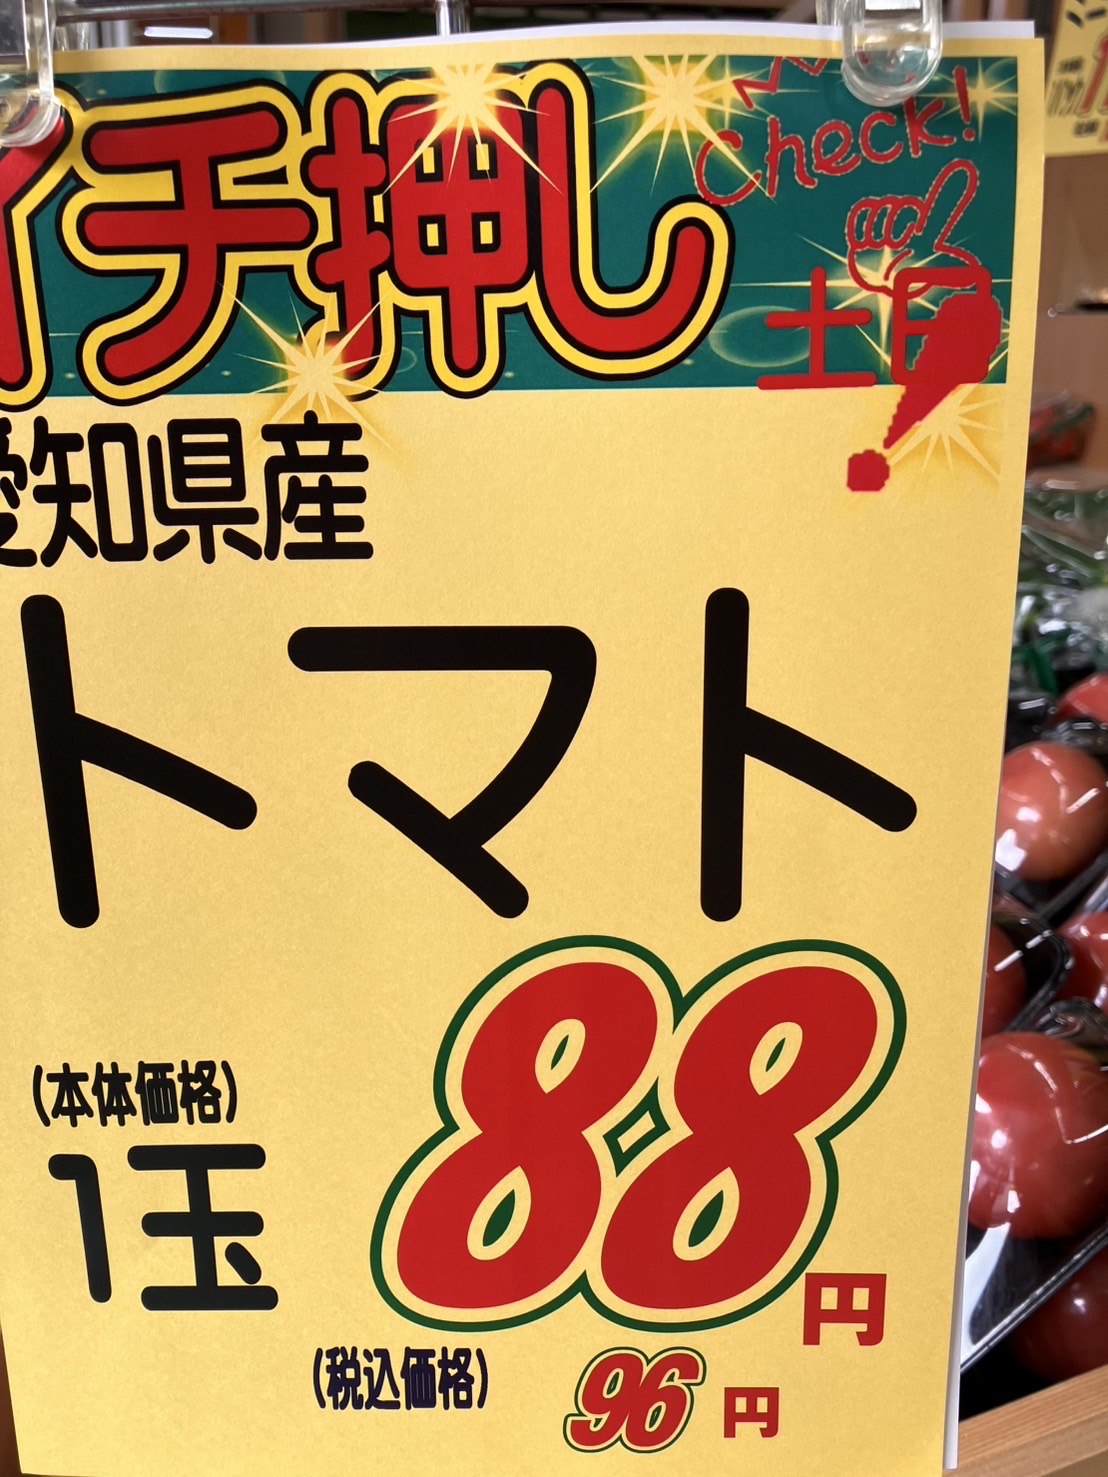 イチ押し
Check!
土日
愛知県産
トマト
(本体価格)
1玉
88円
(税込価格)
96円